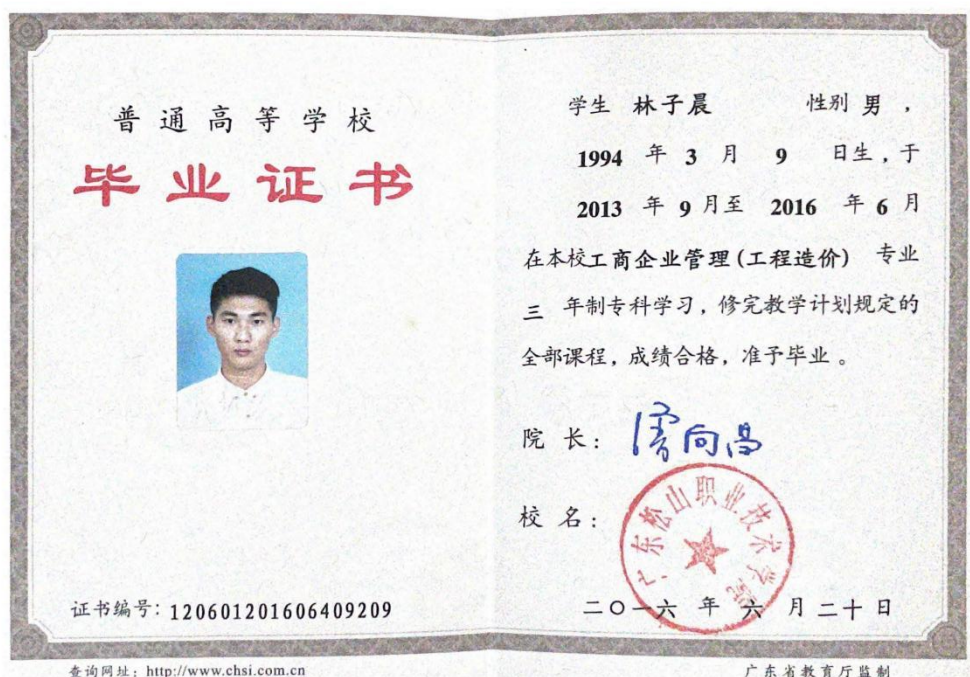 普通高等学校
毕业证书
证书编号：120601201606409209
查询网址：http://www.chsi.com.cn
学生 林子晨 性别 男 ，
1994 年 3 月 9 日生，于
2013 年 9 月至 2016 年 6 月
在本校工商企业管理(工程造价) 专业
三 年制专科学习，修完教学计划规定的
全部课程，成绩合格，准予毕业。
院 长：
校 名：
广东松山职业技术学院
二〇一六 年 六 月 二十 日
广东省教育厅监制